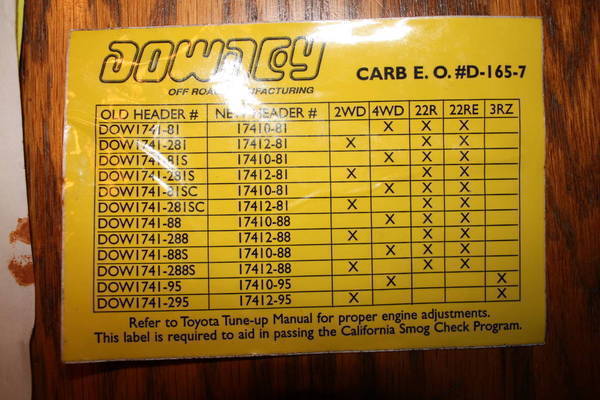 DOWNEY
OFF ROAD MANUFACTURING
CARB E. O. #D-165-7
OLD HEADER # NEW HEADER # 2WD 4WD 22R 22RE 3RZ
DOW1741-81 17410-81 X X X
DOW1741-281 17412-81 X X X
DOW1741-81S 17410-81 X X X
DOW1741-281S 17412-81 X X X
DOW1741-81SC 17410-81 X X X
DOW1741-281SC 17412-81 X X X
DOW1741-88 17410-88 X X X
DOW1741-288 17412-88 X X X
DOW1741-88S 17410-88 X X X
DOW1741-288S 17412-88 X X X
DOW1741-95 17410-95 X X
DOW1741-295 17412-95 X X
Refer to Toyota Tune-up Manual for proper engine adjustments.
This label is required to aid in passing the California Smog Check Program.